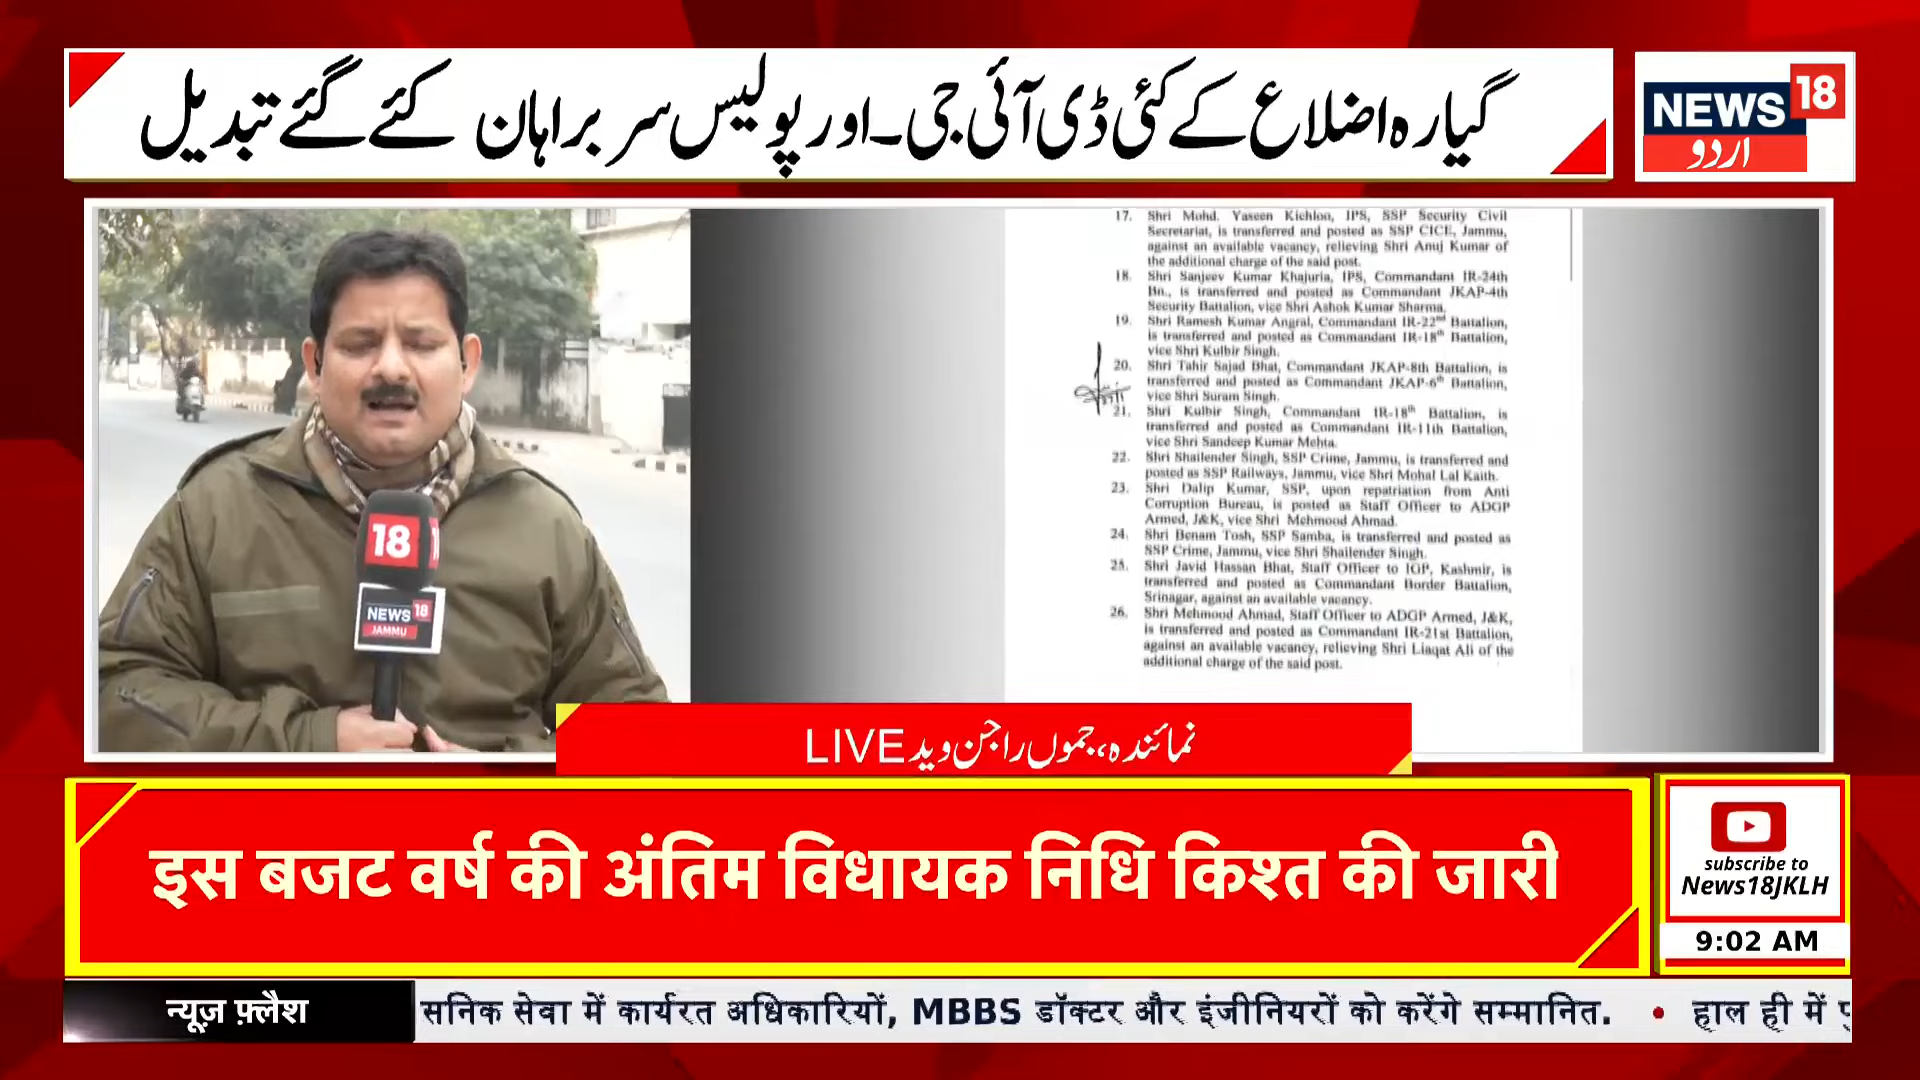 گیارہ اضلاع کے کئی ڈی آئی جی۔اور پولیس سر براہان کئے گئے تبدیل
NEWS 18
اردو
17. Shri Mohd. Yaseen Kichloo, IPS, SSP Security Civil
Secretariat, is transferred and posted as SSP CICE, Jammu,
against an available vacancy, relieving Shri Anuj Kumar of
the additional charge of the said post.
18. Shri Sanjeev Kumar Khajuria, IPS, Commandant IR-24th
Bn., is transferred and posted as Commandant JKAP-4th
Security Battalion, vice Shri Ashok Kumar Sharma.
19. Shri Ramesh Kumar Angral, Commandant IR-22nd Battalion,
is transferred and posted as Commandant IR-18th Battalion,
vice Shri Kulbir Singh.
20. Shri Tahir Sajad Bhat, Commandant JKAP-8th Battalion, is
transferred and posted as Commandant JKAP-6th Battalion,
vice Shri Suram Singh.
21. Shri Kulbir Singh, Commandant IR-18th Battalion, is
transferred and posted as Commandant IR-11th Battalion,
vice Shri Sandeep Kumar Mehta.
22. Shri Shailender Singh, SSP Crime, Jammu, is transferred and
posted as SSP Railways, Jammu, vice Shri Mohal Lal Kaith.
23. Shri Dalip Kumar, SSP, upon repatriation from Anti
Corruption Bureau, is posted as Staff Officer to ADGP
Armed, J&K, vice Shri Mehmood Ahmad.
24. Shri Benam Tosh, SSP Samba, is transferred and posted as
SSP Crime, Jammu, vice Shri Shailender Singh.
25. Shri Javid Hassan Bhat, Staff Officer to IGP, Kashmir, is
transferred and posted as Commandant Border Battalion,
Srinagar, against an available vacancy.
26. Shri Mehmood Ahmad, Staff Officer to ADGP Armed, J&K,
is transferred and posted as Commandant IR-21st Battalion,
against an available vacancy, relieving Shri Liaqat Ali of the
additional charge of the said post.
18
NEWS 18
JAMMU
نمائندہ، جموں راجن وید LIVE
इस बजट वर्ष की अंतिम विधायक निधि किश्त की जारी
subscribe to
News18JKLH
9:02 AM
न्यूज़ फ़्लैश
सनिक सेवा में कार्यरत अधिकारियों, MBBS डॉक्टर और इंजीनियरों को करेंगे सम्मानित. • हाल ही में